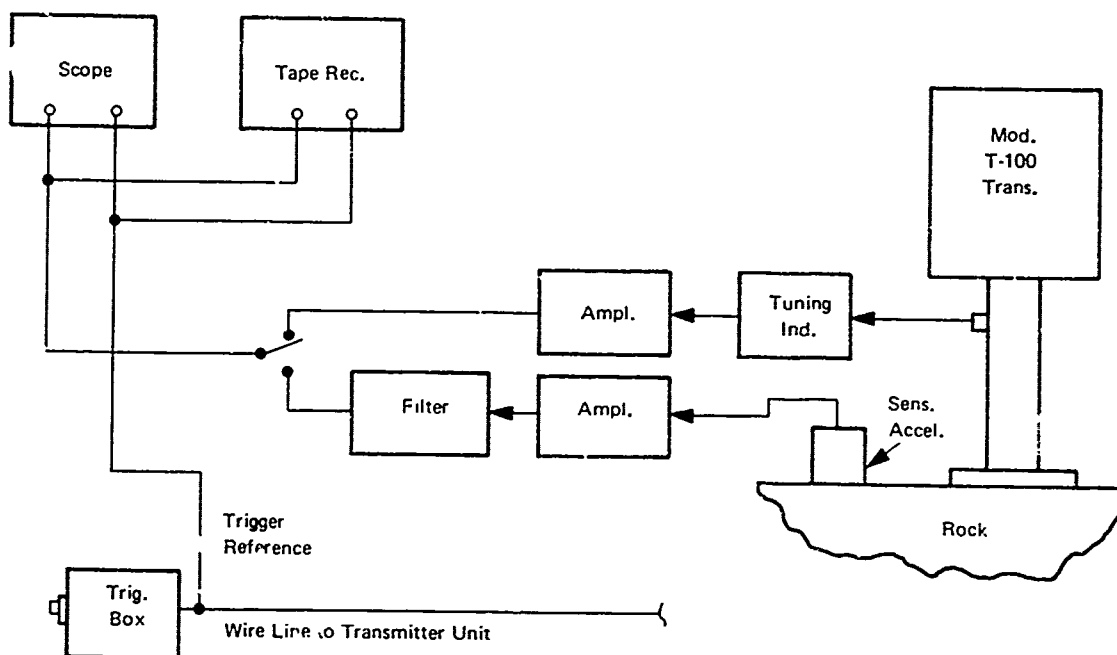 Scope
Tape Rec.
Mod.
T-100
Trans.
Ampl.
Tuning
Ind.
Filter
Ampl.
Sens.
Accel.
Rock
Trigger
Reference
Trig.
Box
Wire Line to Transmitter Unit